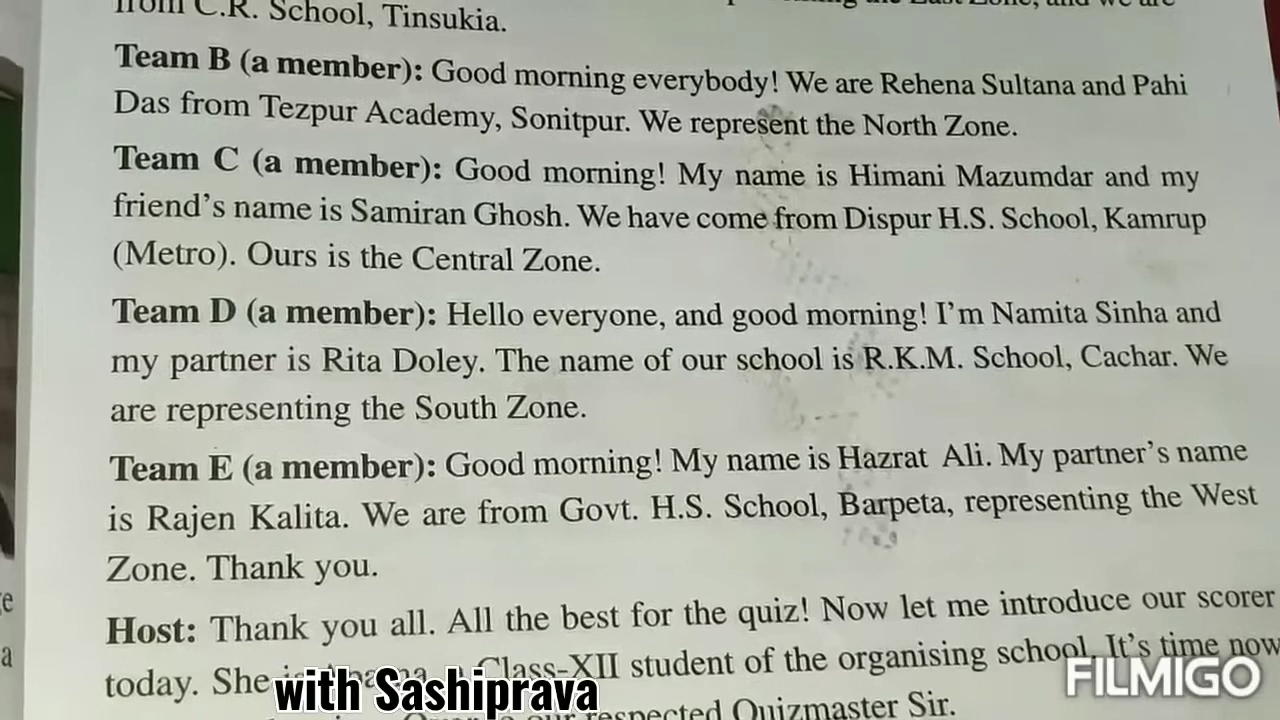 from C.R. School, Tinsukia.
Team B (a member): Good morning everybody! We are Rehena Sultana and Pahi
Das from Tezpur Academy, Sonitpur. We represent the North Zone.
Team C (a member): Good morning! My name is Himani Mazumdar and my
friend's name is Samiran Ghosh. We have come from Dispur H.S. School, Kamrup
(Metro). Ours is the Central Zone.
Team D (a member): Hello everyone, and good morning! I'm Namita Sinha and
my partner is Rita Doley. The name of our school is R.K.M. School, Cachar. We
are representing the South Zone.
Team E (a member): Good morning! My name is Hazrat Ali. My partner's name
is Rajen Kalita. We are from Govt. H.S. School, Barpeta, representing the West
Zone. Thank you.
Host: Thank you all. All the best for the quiz! Now let me introduce our scorer
today. She Class-XII student of the organising school. It's time now
respected Quizmaster Sir.
with Sashiprava
FILMIGO